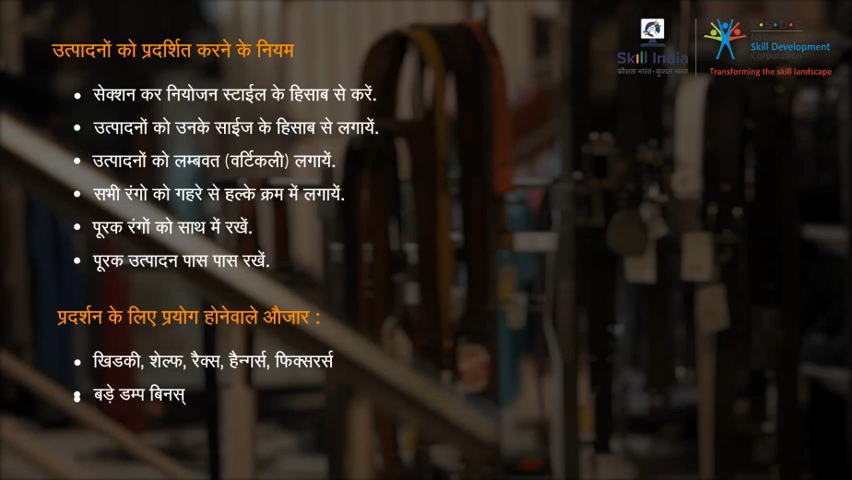 उत्पादनों को प्रदर्शित करने के नियम
Skill India
कौशल भारत - कुशल भारत
N S D C
Skill Development
Corporation
Transforming the skill landscape
• सेक्शन कर नियोजन स्टाईल के हिसाब से करें.
• उत्पादनों को उनके साईज के हिसाब से लगायें.
• उत्पादनों को लम्बवत (वर्टिकली) लगायें.
• सभी रंगो को गहरे से हल्के क्रम में लगायें.
• पूरक रंगों को साथ में रखें.
• पूरक उत्पादन पास पास रखें.
प्रदर्शन के लिए प्रयोग होनेवाले औजार :
• खिडकी, शेल्फ, रैक्स, हैन्गर्स, फिक्सरर्स
• बड़े डम्प बिनस्